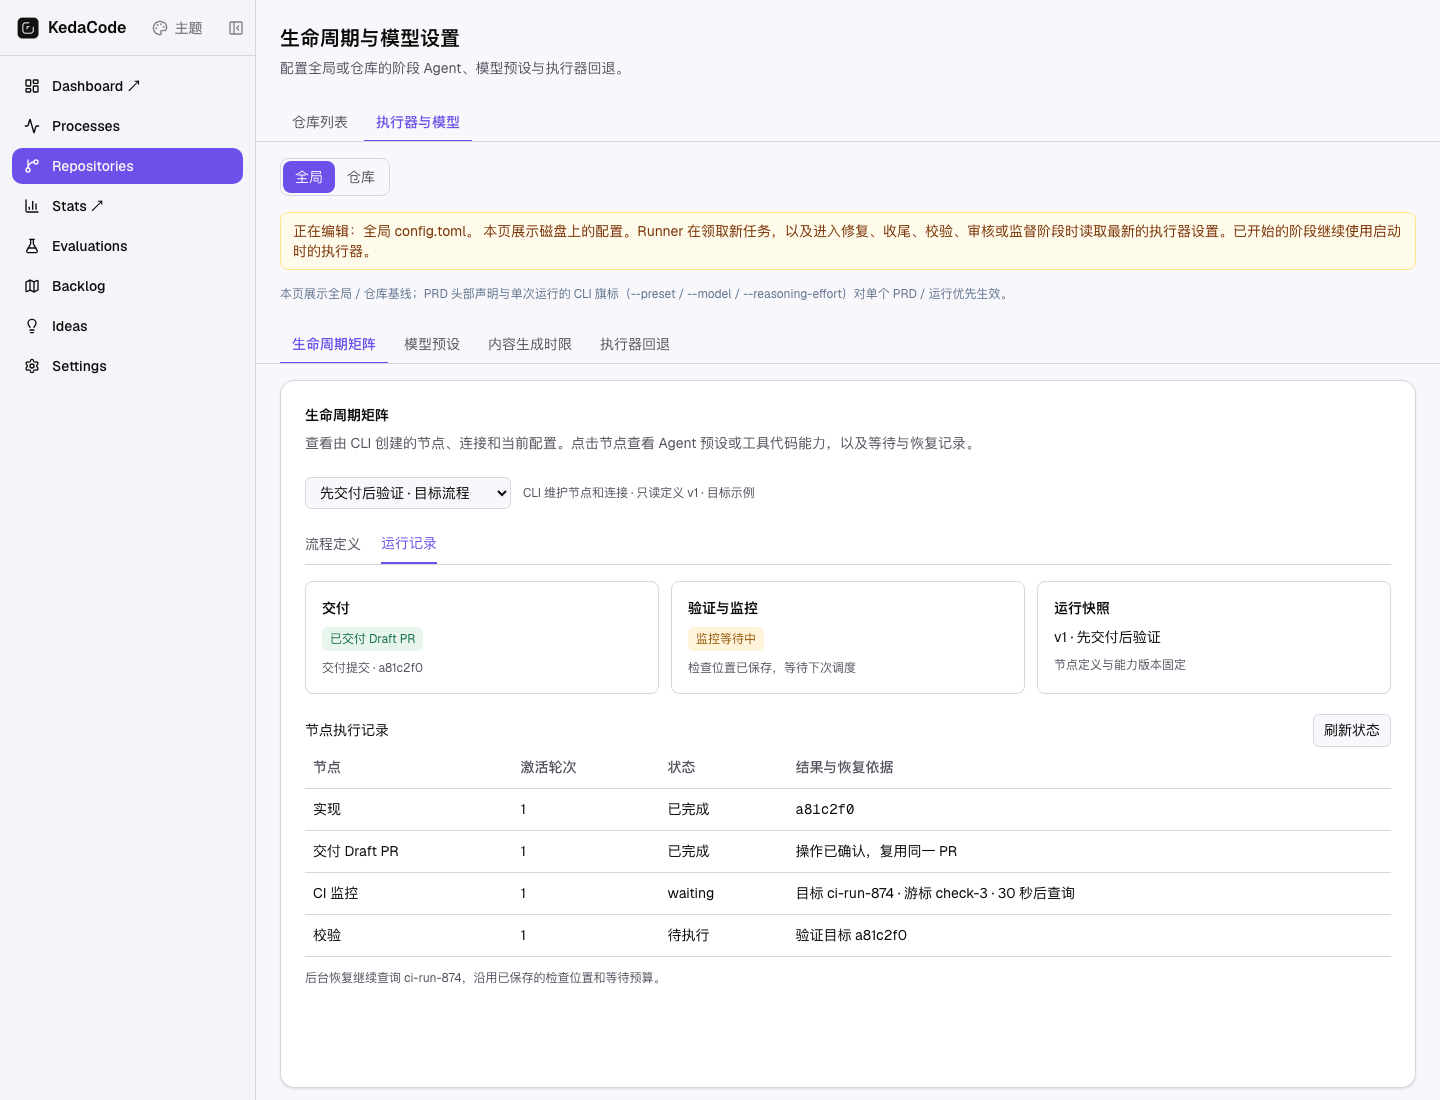 KedaCode
主题
Dashboard ↗
Processes
Repositories
Stats ↗
Evaluations
Backlog
Ideas
Settings
生命周期与模型设置
配置全局或仓库的阶段 Agent、模型预设与执行器回退。
仓库列表
执行器与模型
全局
仓库
正在编辑：全局 config.toml。 本页展示磁盘上的配置。Runner 在领取新任务，以及进入修复、收尾、校验、审核或监督阶段时读取最新的执行器设置。已开始的阶段继续使用启动
时的执行器。
本页展示全局 / 仓库基线；PRD 头部声明与单次运行的 CLI 旗标（--preset / --model / --reasoning-effort）对单个 PRD / 运行优先生效。
生命周期矩阵
模型预设
内容生成时限
执行器回退
生命周期矩阵
查看由 CLI 创建的节点、连接和当前配置。点击节点查看 Agent 预设或工具代码能力，以及等待与恢复记录。
先交付后验证 · 目标流程
CLI 维护节点和连接 · 只读定义 v1 · 目标示例
流程定义
运行记录
交付
已交付 Draft PR
交付提交 · a81c2f0
验证与监控
监控等待中
检查位置已保存，等待下次调度
运行快照
v1 · 先交付后验证
节点定义与能力版本固定
节点执行记录
刷新状态
节点 激活轮次 状态 结果与恢复依据
实现 1 已完成 a81c2f0
交付 Draft PR 1 已完成 操作已确认，复用同一 PR
CI 监控 1 waiting 目标 ci-run-874 · 游标 check-3 · 30 秒后查询
校验 1 待执行 验证目标 a81c2f0
后台恢复继续查询 ci-run-874，沿用已保存的检查位置和等待预算。